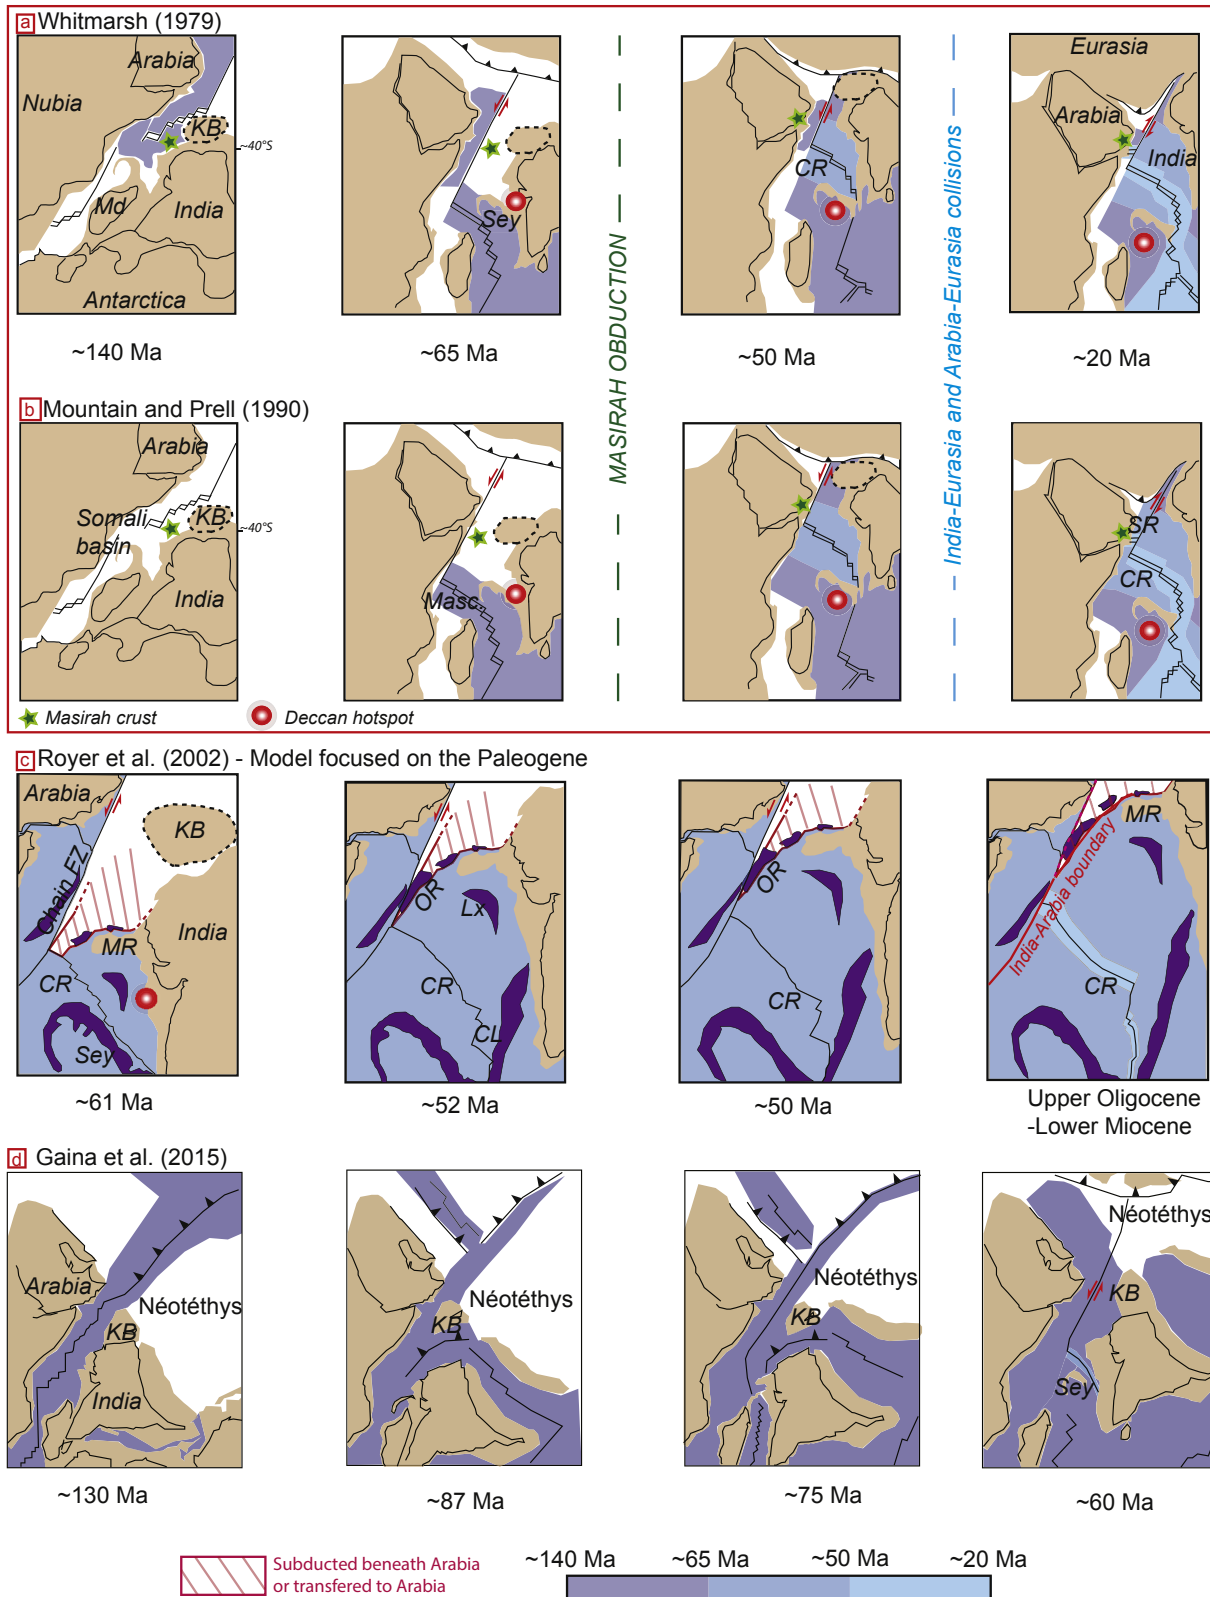 a Whitmarsh (1979)
Arabia
Nubia
KB
~40°S
Md
India
Antarctica
~140 Ma
Sey
~65 Ma
MASIRAH OBDUCTION
CR
~50 Ma
India-Eurasia and Arabia-Eurasia collisions
Eurasia
Arabia
India
~20 Ma
b Mountain and Prell (1990)
Arabia
Somali
basin
KB
~40°S
India
Masc.
SR
CR
Masirah crust
Deccan hotspot
c Royer et al. (2002) - Model focused on the Paleogene
Arabia
KB
Chain FZ
India
MR
CR
Sey
~61 Ma
OR
Lx
CR
CL
~52 Ma
OR
CR
~50 Ma
MR
India-Arabia boundary
CR
Upper Oligocene
-Lower Miocene
d Gaina et al. (2015)
Arabia
Néotéthys
KB
India
~130 Ma
Néotéthys
KB
~87 Ma
Néotéthys
KB
~75 Ma
Néotéthys
KB
Sey
~60 Ma
Subducted beneath Arabia
or transfered to Arabia
~140 Ma ~65 Ma ~50 Ma ~20 Ma